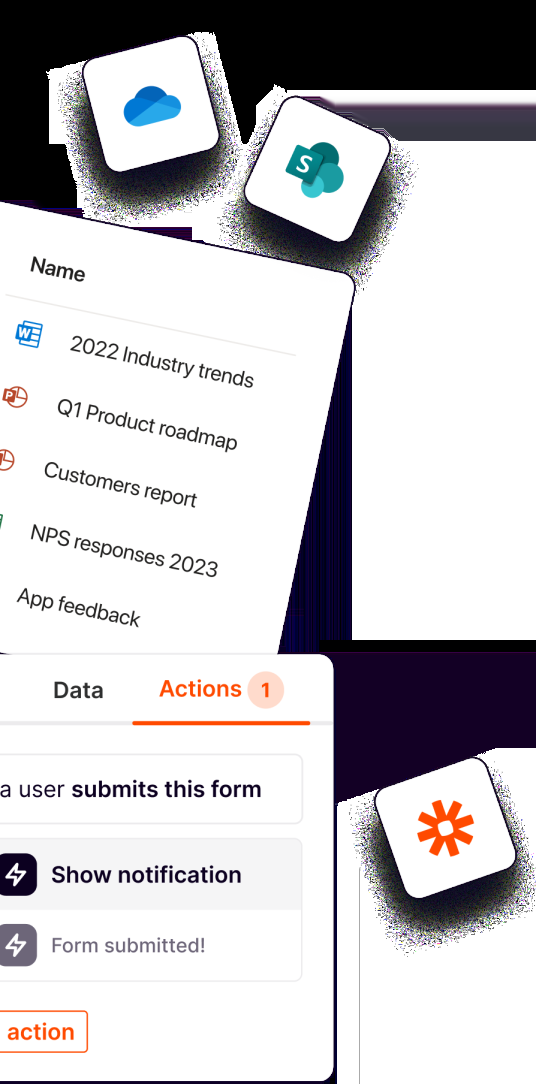 S
Name
W
2022 Industry trends
P
Q1 Product roadmap
Customers report
NPS responses 2023
App feedback
Data
Actions 1
a user submits this form
Show notification
Form submitted!
action